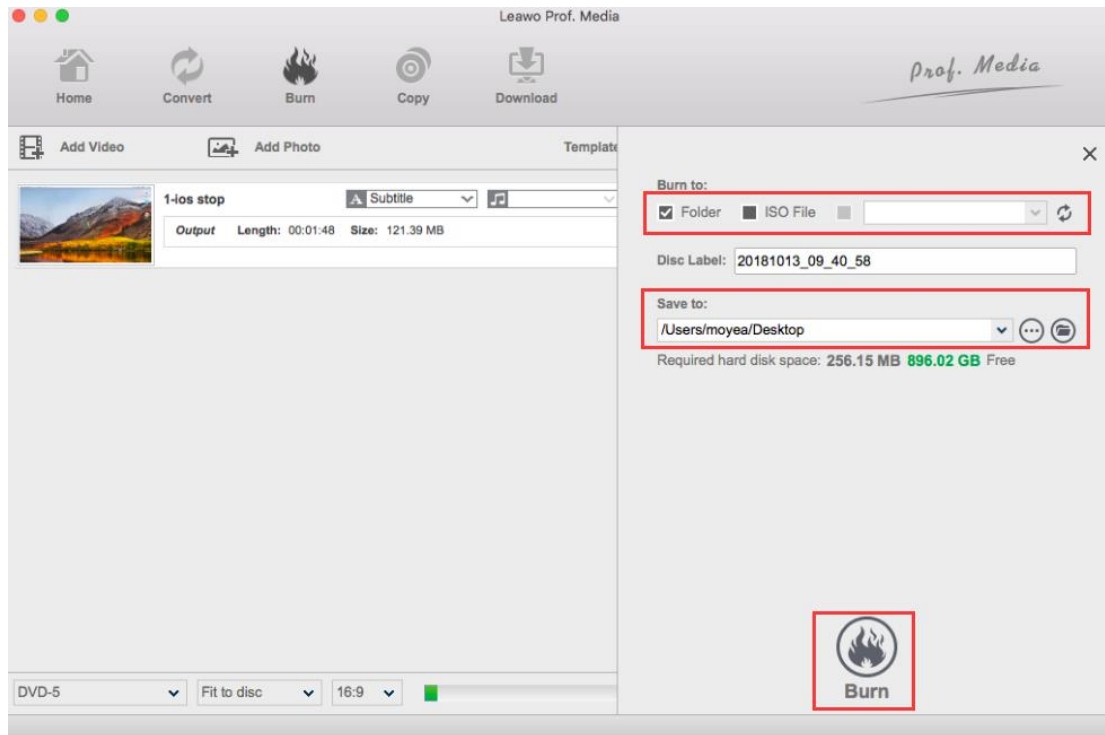 Leawo Prof. Media
Home Convert Burn Copy Download
Prof. Media
Add Video Add Photo Template
Burn to:
Folder ISO File
Disc Label: 20181013_09_40_58
Save to:
/Users/moyea/Desktop
Required hard disk space: 256.15 MB 896.02 GB Free
1-ios stop A Subtitle
Output Length: 00:01:48 Size: 121.39 MB
Burn
DVD-5 Fit to disc 16:9